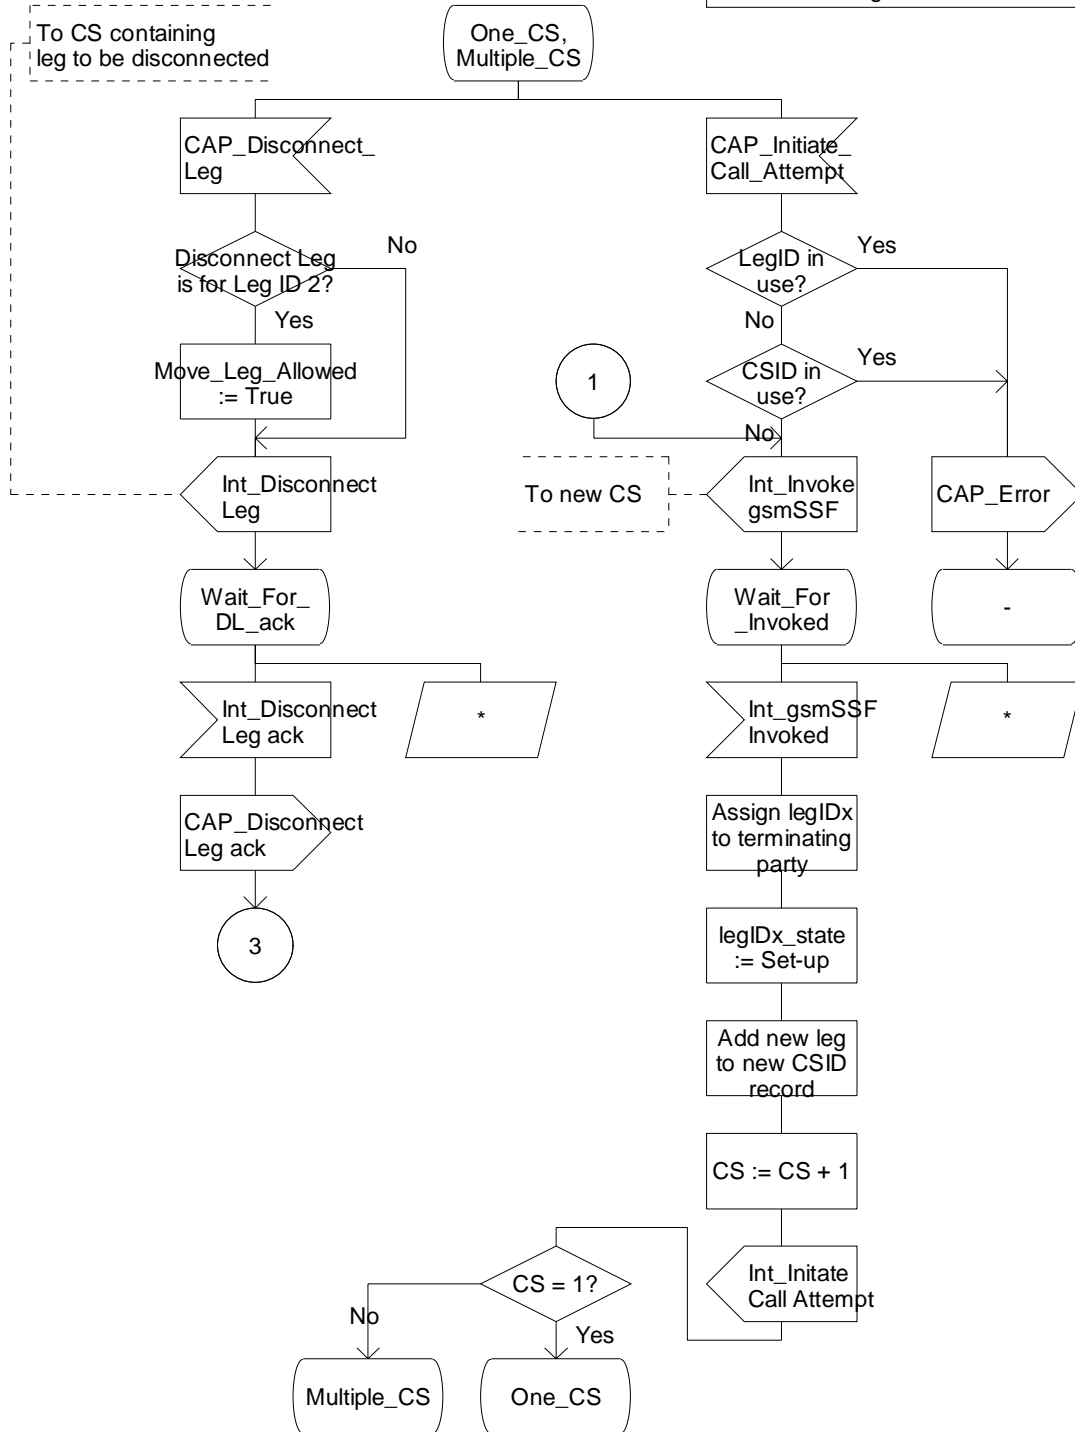 To CS containing
leg to be disconnected
One_CS,
Multiple_CS
CAP_Disconnect_
Leg
CAP_Initiate_
Call_Attempt
Disconnect Leg
is for Leg ID 2?
No
Yes
LegID in
use?
Yes
No
Move_Leg_Allowed
:= True
1
CSID in
use?
Yes
No
Int_Disconnect
Leg
To new CS
Int_Invoke
gsmSSF
CAP_Error
Wait_For_
DL_ack
Wait_For
_Invoked
-
Int_Disconnect
Leg ack
*
Int_gsmSSF
Invoked
*
CAP_Disconnect
Leg ack
Assign legIDx
to terminating
party
3
legIDx_state
:= Set-up
Add new leg
to new CSID
record
CS := CS + 1
CS = 1?
Int_Initate
Call Attempt
No
Yes
Multiple_CS
One_CS